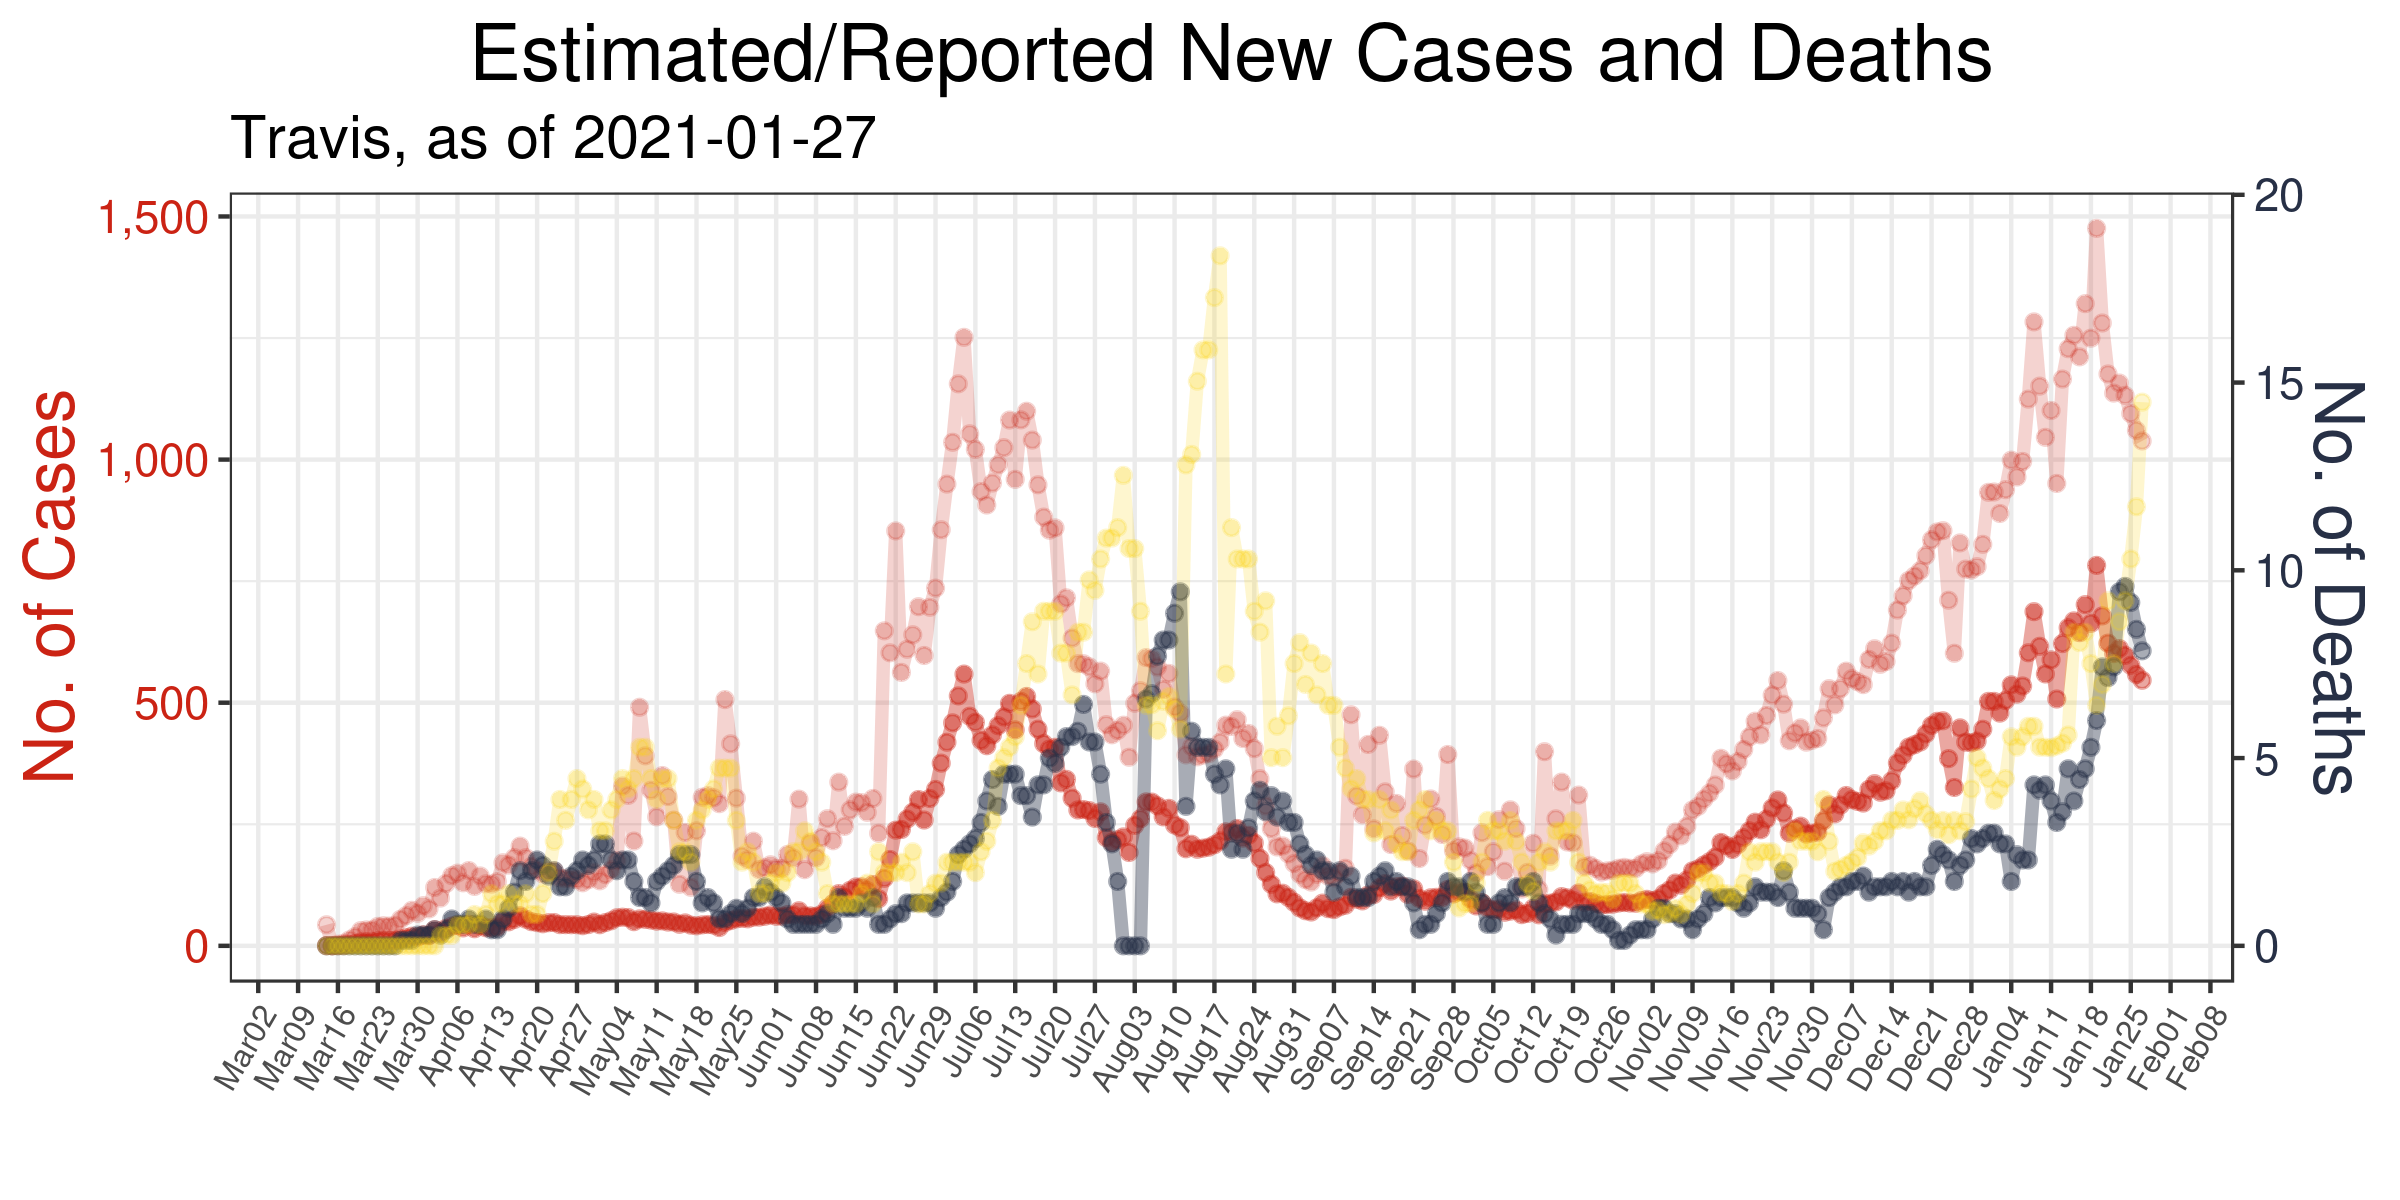 Estimated/Reported New Cases and Deaths
Travis, as of 2021-01-27
No. of Cases
1,500
1,000
500
0
20
15
10
5
0
No. of Deaths
Mar02 Mar09 Mar16 Mar23 Mar30 Apr06 Apr13 Apr20 Apr27 May04 May11 May18 May25 Jun01 Jun08 Jun15 Jun22 Jun29 Jul06 Jul13 Jul20 Jul27 Aug03 Aug10 Aug17 Aug24 Aug31 Sep07 Sep14 Sep21 Sep28 Oct05 Oct12 Oct19 Oct26 Nov02 Nov09 Nov16 Nov23 Nov30 Dec07 Dec14 Dec21 Dec28 Jan04 Jan11 Jan18 Jan25 Feb01 Feb08